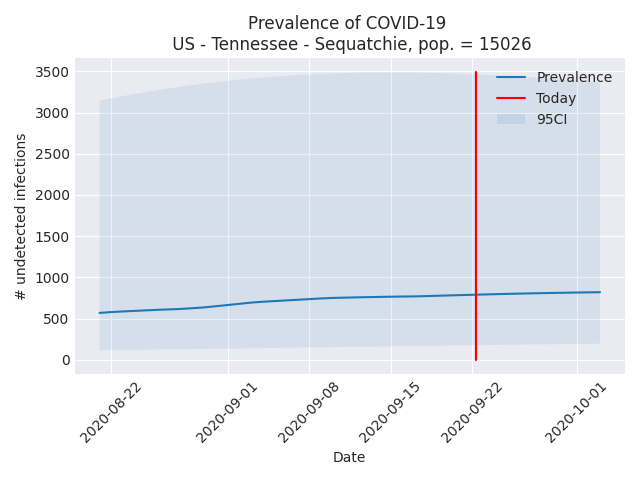 Prevalence of COVID-19
US - Tennessee - Sequatchie, pop. = 15026
3500
3000
2500
2000
1500
1000
500
0
# undetected infections
Prevalence
Today
95CI
2020-08-22
2020-09-01
2020-09-08
2020-09-15
2020-09-22
2020-10-01
Date